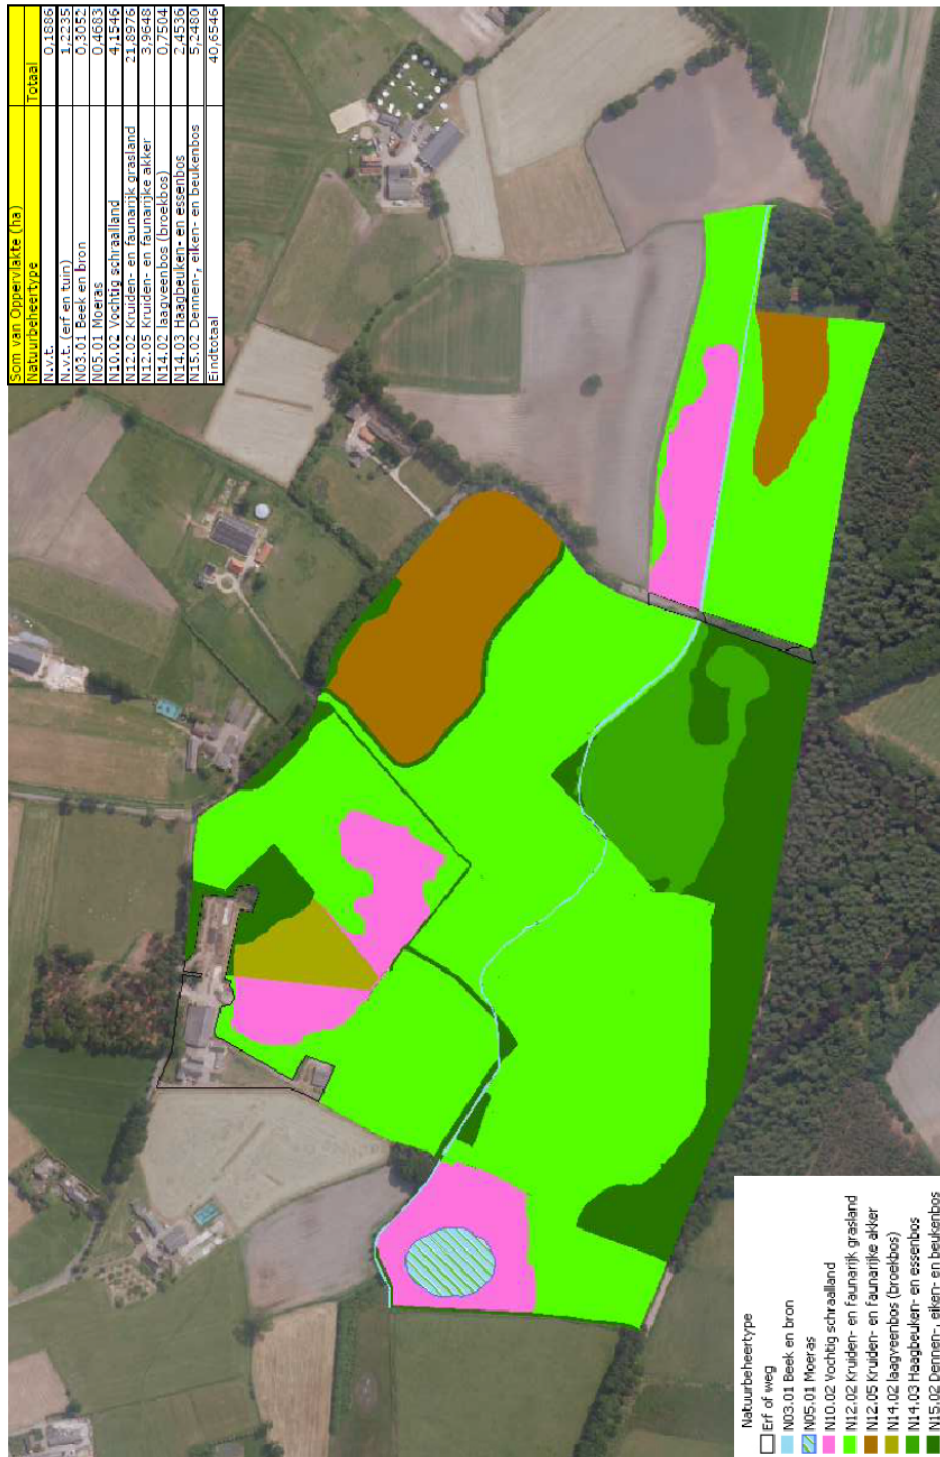 Som van Oppervlakte (ha)
Natuurbeheertype Totaal
N.v.t. 0,1886
N.v.t. (erf en tuin) 1,2235
N03.01 Beek en bron 0,3052
N05.01 Moeras 0,4683
N10.02 Vochtig schraalland 4,1546
N12.02 Kruiden- en faunarijk grasland 21,8976
N12.05 Kruiden- en faunarijke akker 3,9648
N14.02 laagveenbos (broekbos) 0,7504
N14.03 Haagbeuken- en essenbos 2,4536
N15.02 Dennen-, eiken- en beukenbos 5,2480
Eindtotaal 40,6546
Natuurbeheertype
Erf of weg
N03.01 Beek en bron
N05.01 Moeras
N10.02 Vochtig schraalland
N12.02 Kruiden- en faunarijk grasland
N12.05 Kruiden- en faunarijke akker
N14.02 laagveenbos (broekbos)
N14.03 Haagbeuken- en essenbos
N15.02 Dennen-, eiken- en beukenbos